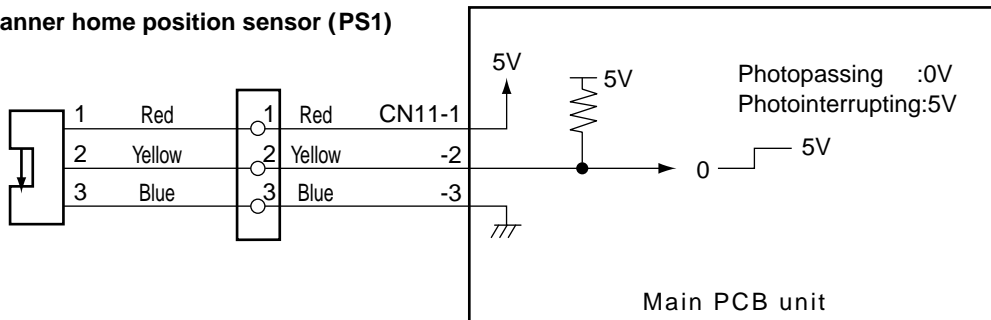 anner home position sensor (PS1)
5V
5V
Photopassing :0V
Photointerrupting:5V
1 Red 1 Red CN11-1
2 Yellow 2 Yellow -2
0 5V
3 Blue 3 Blue -3
Main PCB unit